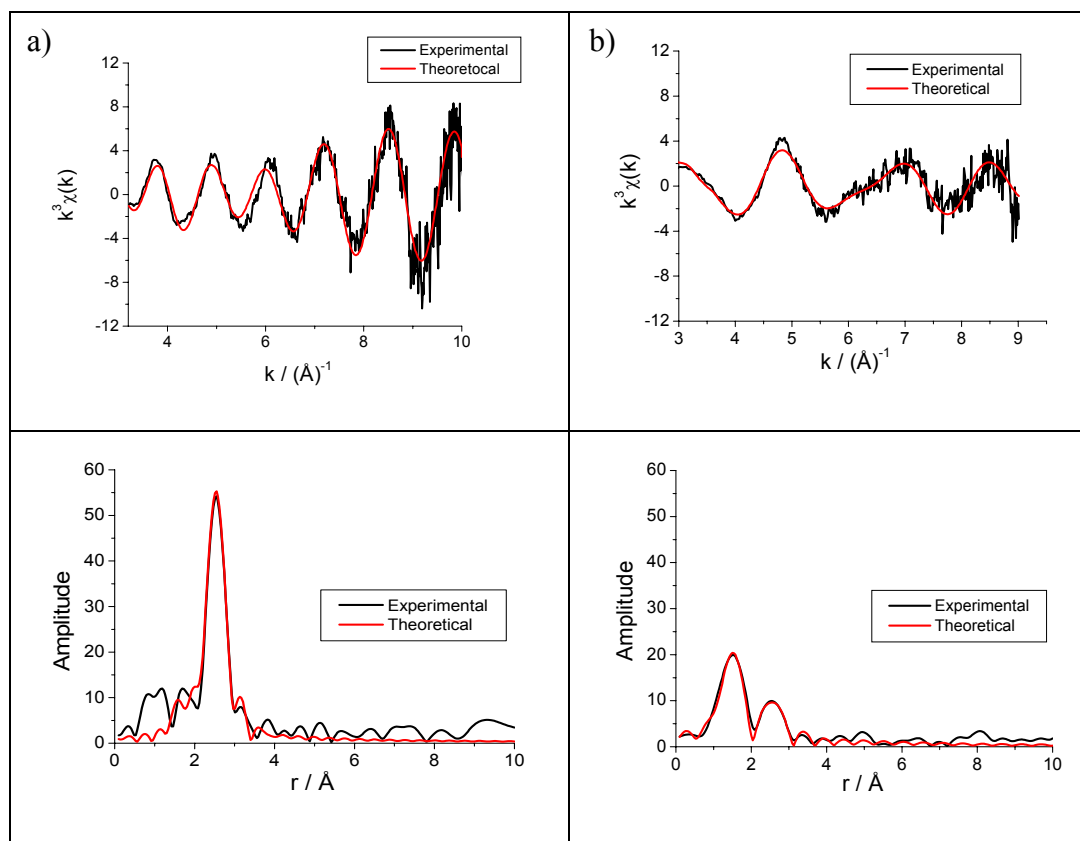 a)
Experimental
Theoretocal
12
8
4
0
-4
-8
-12
k³χ(k)
4 6 8 10
k / (Å)⁻¹
b)
Experimental
Theoretical
12
8
4
0
-4
-8
-12
k³χ(k)
3 4 5 6 7 8 9
k / (Å)⁻¹
60
50
40
30
20
10
0
Amplitude
Experimental
Theoretical
0 2 4 6 8 10
r / Å
60
50
40
30
20
10
0
Amplitude
Experimental
Theoretical
0 2 4 6 8 10
r / Å